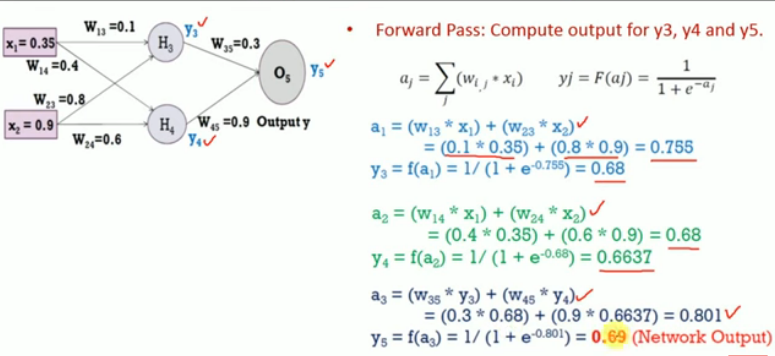 W₁₃ =0.1
y₃
x₁= 0.35
H₃
W₃₅=0.3
W₁₄ =0.4
O₅
y₅
W₂₃ =0.8
x₂ = 0.9
H₄
W₄₅ =0.9 Output y
W₂₄=0.6
y₄
• Forward Pass: Compute output for y3, y4 and y5.
aⱼ = ∑ⱼ(wᵢ,ⱼ * xᵢ) yj = F(aj) = 1 / 1 + e^−aⱼ
a₁ = (w₁₃ * x₁) + (w₂₃ * x₂)
= (0.1 * 0.35) + (0.8 * 0.9) = 0.755
y₃ = f(a₁) = 1/ (1 + e^-0.755) = 0.68
a₂ = (w₁₄ * x₁) + (w₂₄ * x₂)
= (0.4 * 0.35) + (0.6 * 0.9) = 0.68
y₄ = f(a₂) = 1/ (1 + e^-0.68) = 0.6637
a₃ = (w₃₅ * y₃) + (w₄₅ * y₄)
= (0.3 * 0.68) + (0.9 * 0.6637) = 0.801
y₅ = f(a₃) = 1/ (1 + e^-0.801) = 0.69 (Network Output)